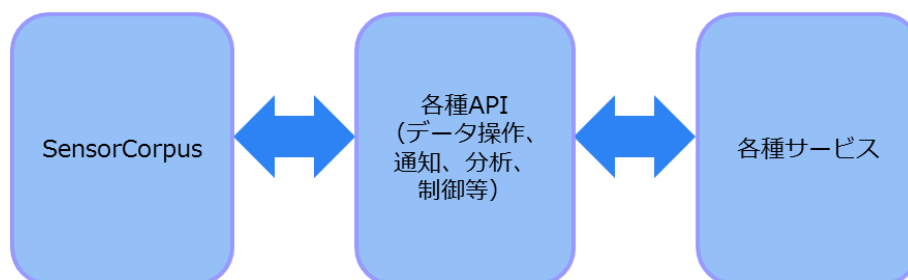 SensorCorpus
各種API
（データ操作、
通知、分析、
制御等）
各種サービス